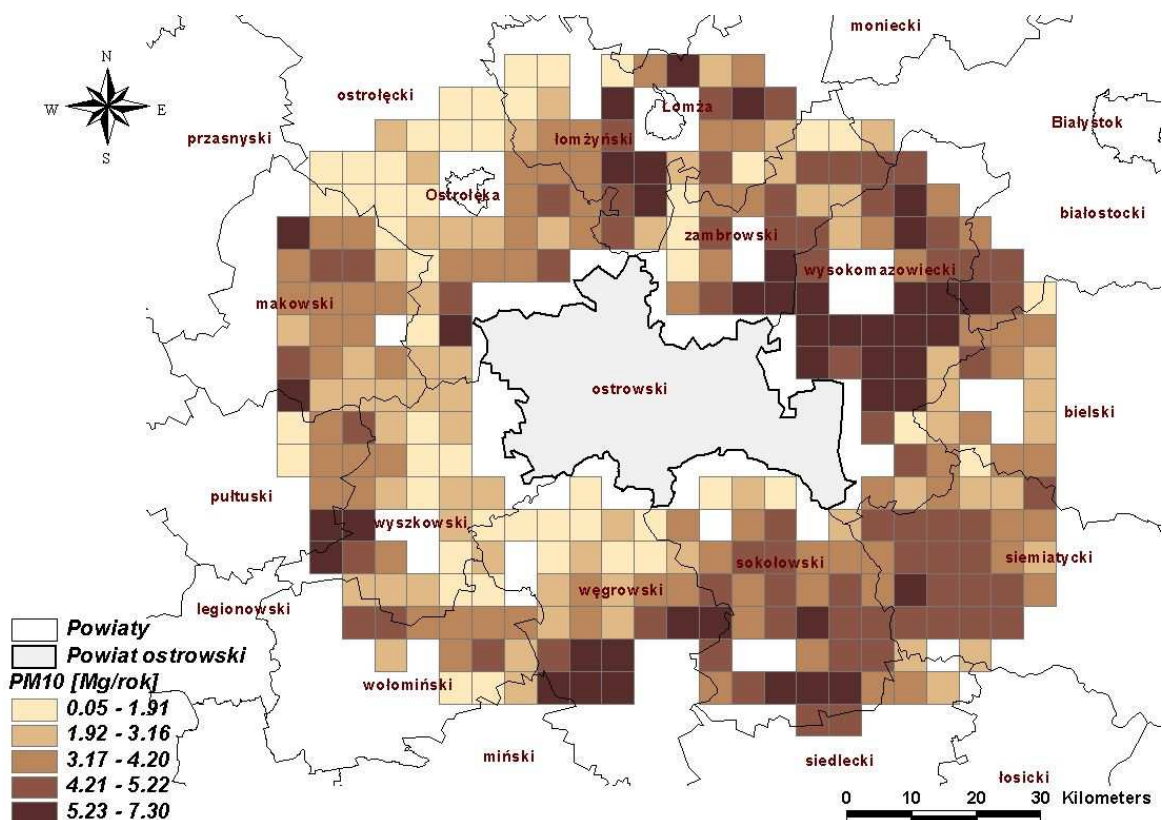 moniecki
N
W E
S
ostrołęcki
Łomża
Białystok
przasnyski
łomżyński
Ostrołęka
białostocki
zambrowski
wysokomazowiecki
makowski
ostrowski
bielski
pułtuski
wyszkowski
sokołowski
siemiatycki
węgrowski
legionowski
Powiaty
Powiat ostrowski
PM10 [Mg/rok]
0.05 - 1.91
1.92 - 3.16
3.17 - 4.20
4.21 - 5.22
5.23 - 7.30
wołomiński
miński
siedlecki
łosicki
0 10 20 30 Kilometers